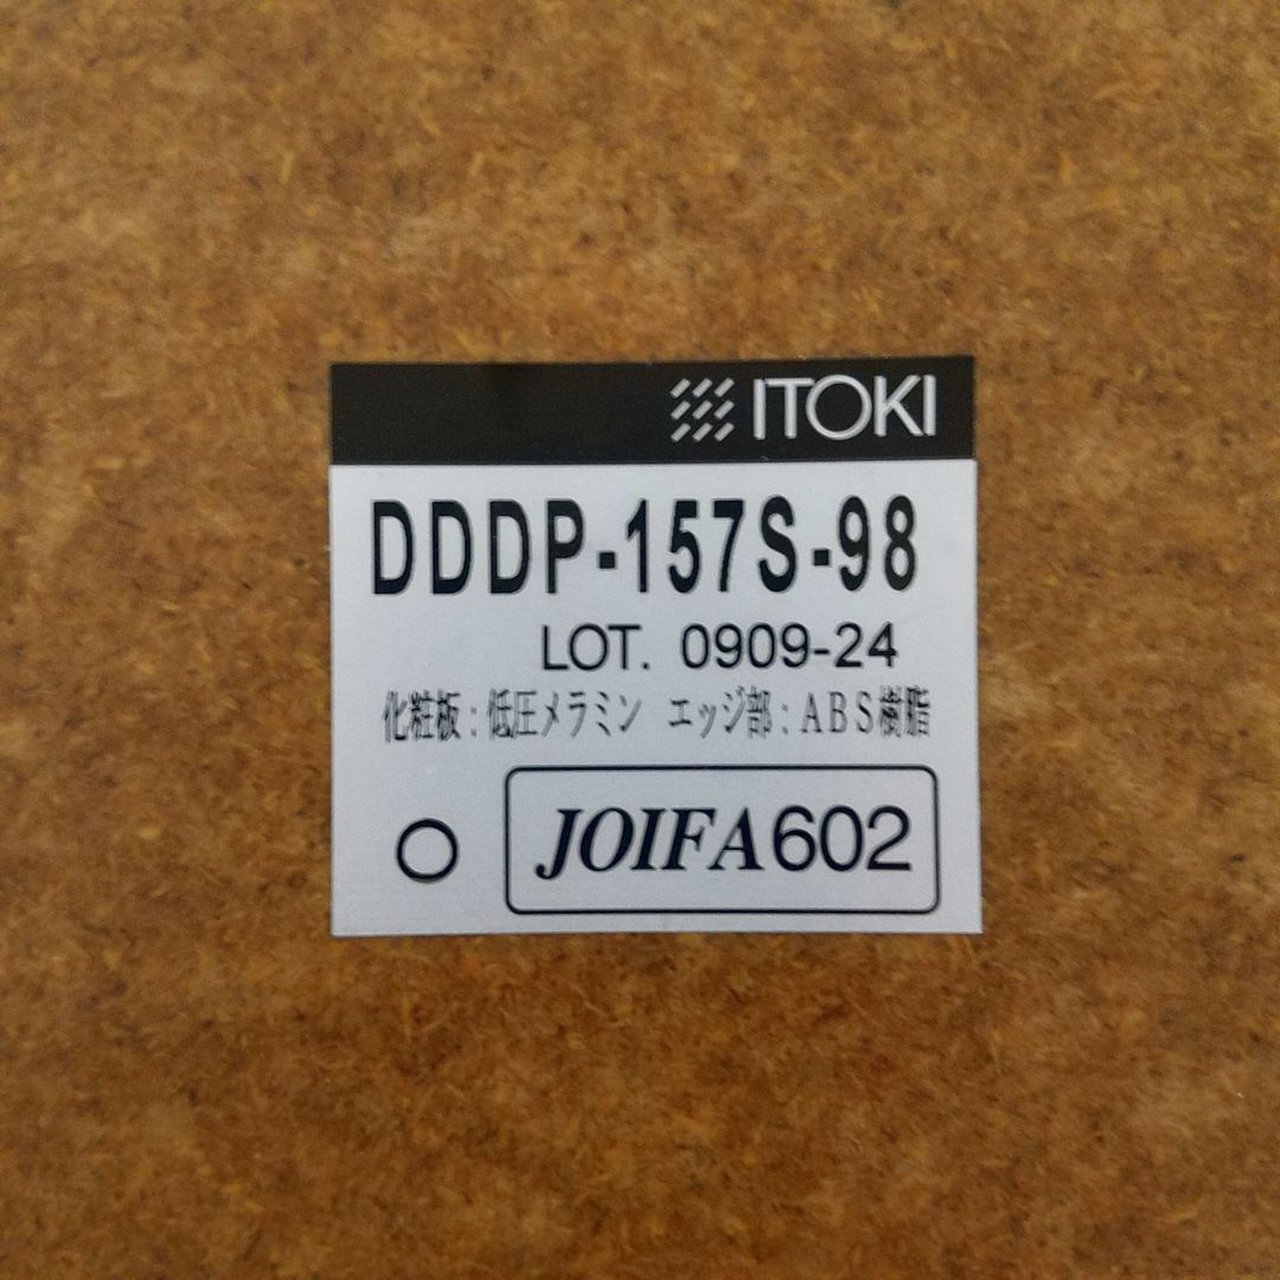 ITOKI
DDDP-157S-98
LOT. 0909-24
化粧板:低圧メラミン エッジ部:ABS樹脂
JOIFA602